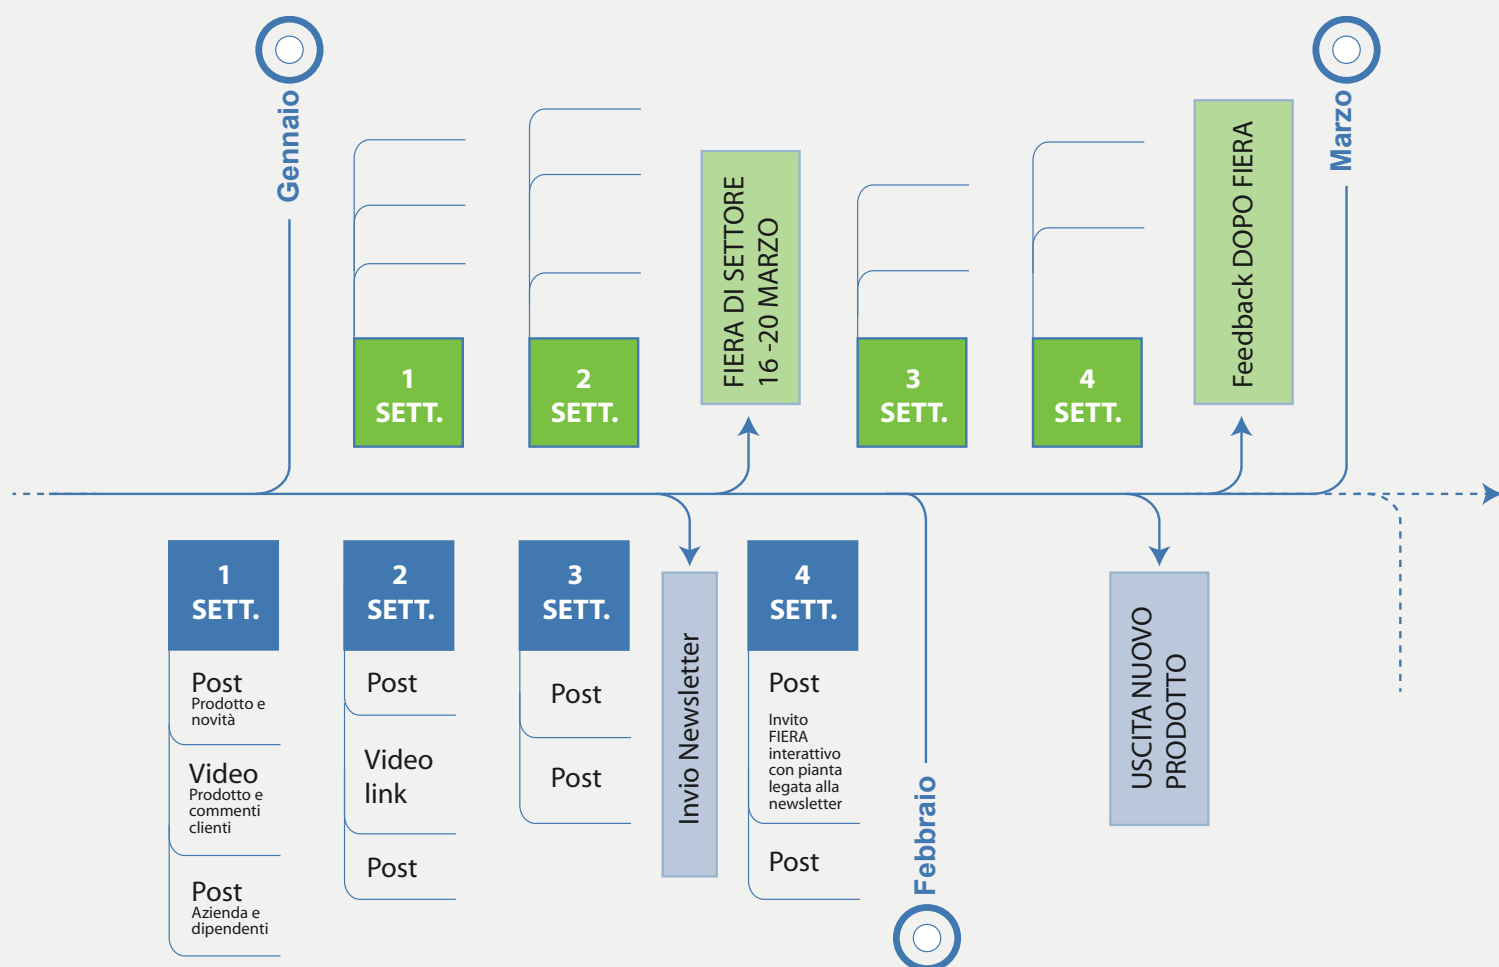 Gennaio
1
SETT.
2
SETT.
FIERA DI SETTORE
16 -20 MARZO
3
SETT.
4
SETT.
Feedback DOPO FIERA
Marzo
1
SETT.
Post
Prodotto e
novità
Video
Prodotto e
commenti
clienti
Post
Azienda e
dipendenti
2
SETT.
Post
Video
link
Post
3
SETT.
Post
Post
Invio Newsletter
4
SETT.
Post
Invito
FIERA
interattivo
con pianta
legata alla
newsletter
Post
Febbraio
USCITA NUOVO
PRODOTTO